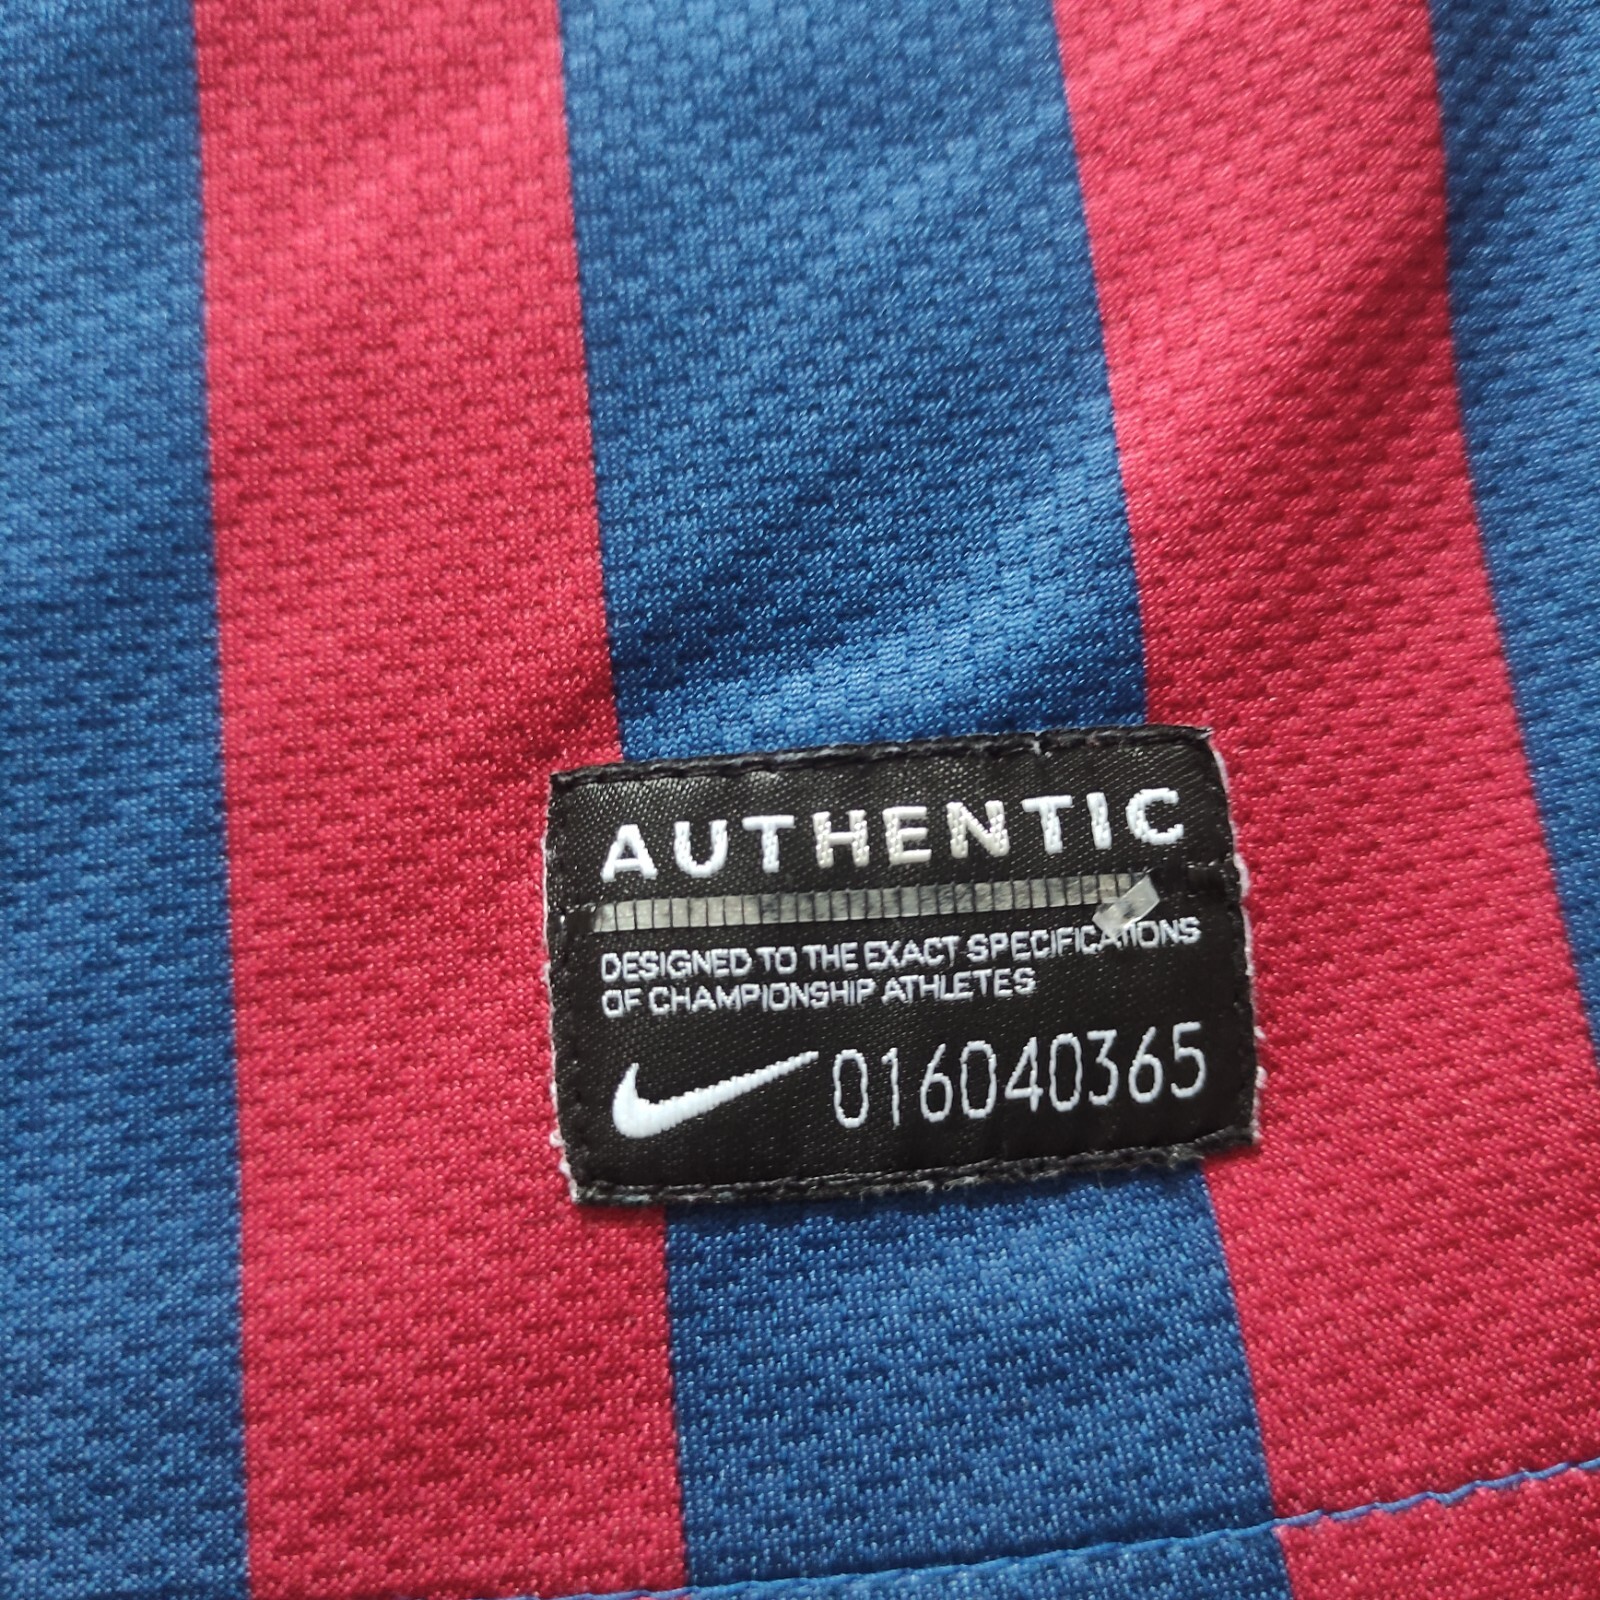 AUTHENTIC
DESIGNED TO THE EXACT SPECIFICATIONS
OF CHAMPIONSHIP ATHLETES
016040365